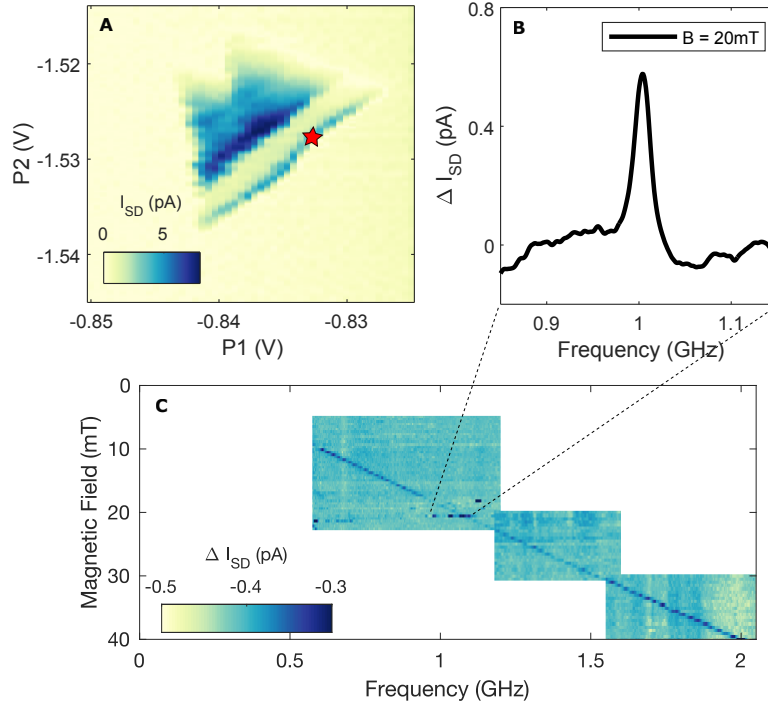 A
-1.52
-1.53
-1.54
P2 (V)
I_SD (pA)
0 5
-0.85 -0.84 -0.83
P1 (V)
B
B = 20mT
0.8
0.4
0
Δ I_SD (pA)
0.9 1 1.1
Frequency (GHz)
C
0
10
20
30
40
Magnetic Field (mT)
Δ I_SD (pA)
-0.5 -0.4 -0.3
0 0.5 1 1.5 2
Frequency (GHz)